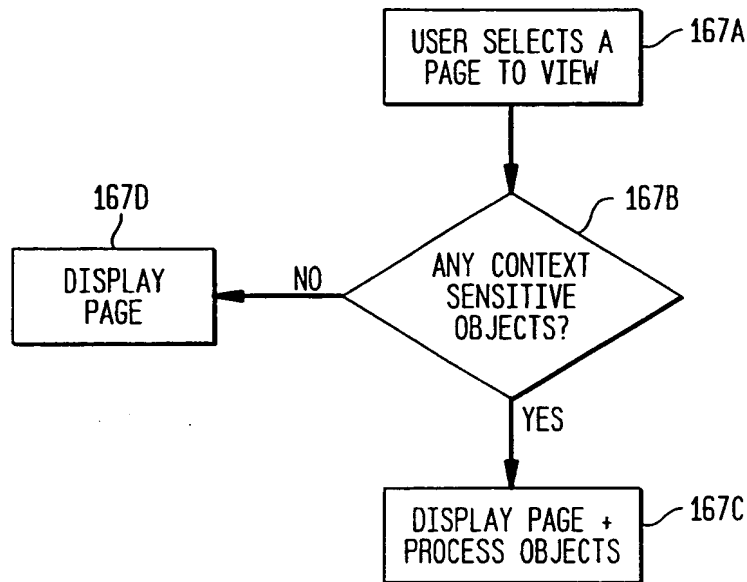 USER SELECTS A
PAGE TO VIEW
167A
167D
167B
DISPLAY
PAGE
NO
ANY CONTEXT
SENSITIVE
OBJECTS?
YES
DISPLAY PAGE +
PROCESS OBJECTS
167C